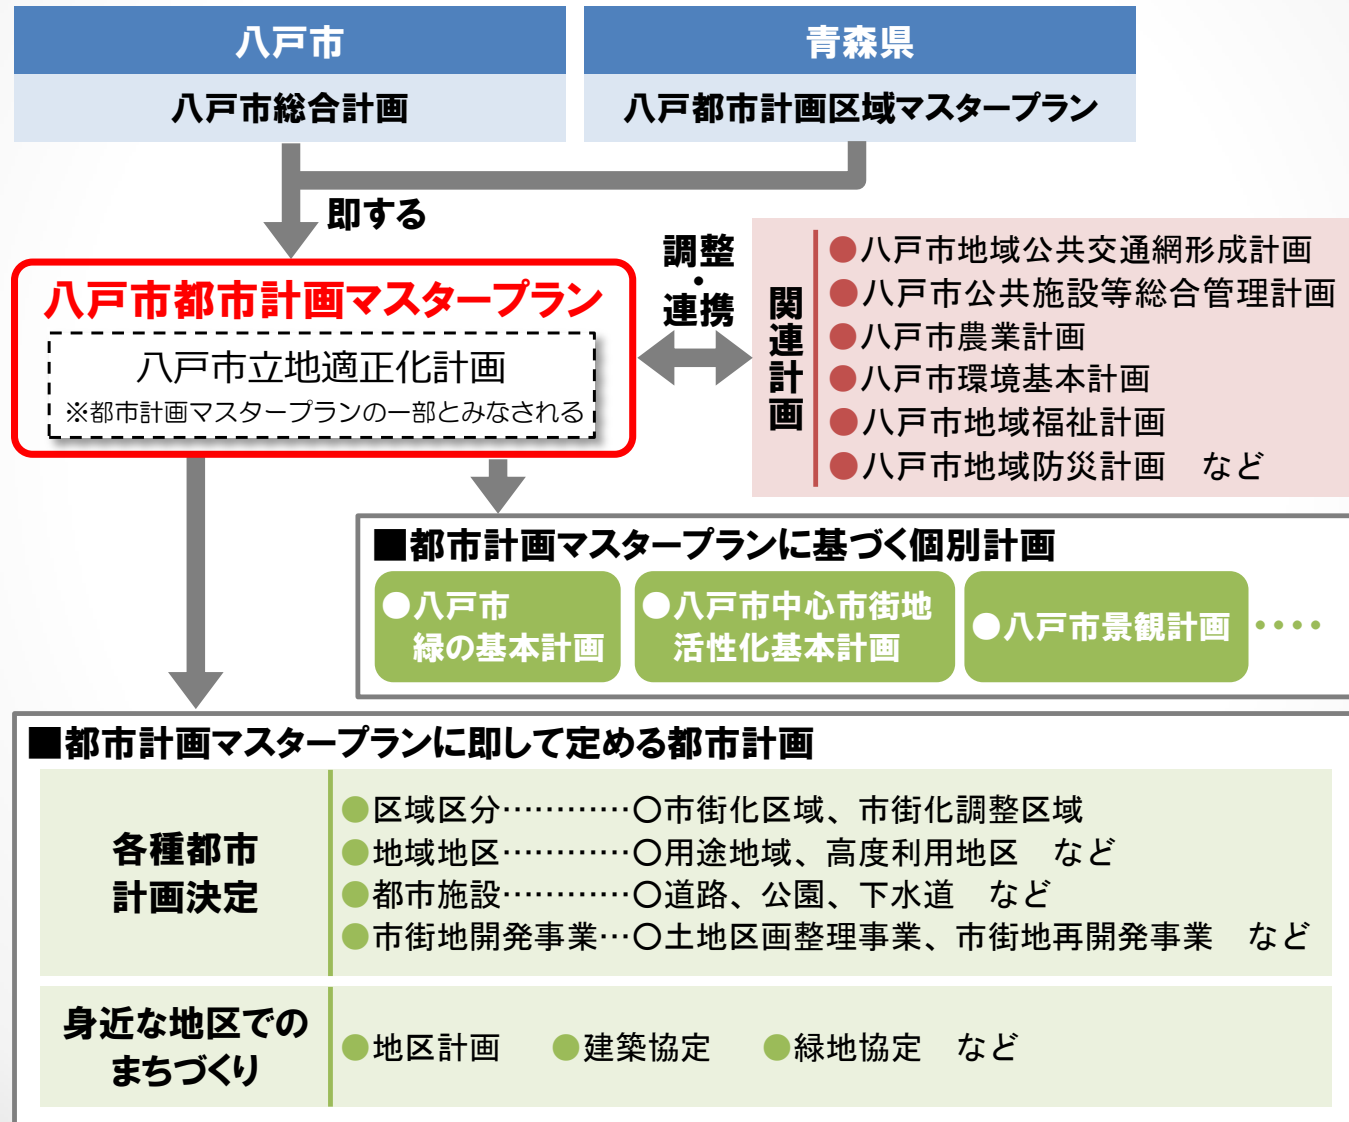 八戸市
八戸市総合計画
青森県
八戸都市計画区域マスタープラン
即する
八戸市都市計画マスタープラン
八戸市立地適正化計画
※都市計画マスタープランの一部とみなされる
調整
・
連携
関連計画
●八戸市地域公共交通網形成計画
●八戸市公共施設等総合管理計画
●八戸市農業計画
●八戸市環境基本計画
●八戸市地域福祉計画
●八戸市地域防災計画　など
■都市計画マスタープランに基づく個別計画
●八戸市
緑の基本計画
●八戸市中心市街地
活性化基本計画
●八戸市景観計画
・・・・
■都市計画マスタープランに即して定める都市計画
各種都市
計画決定
●区域区分…………〇市街化区域、市街化調整区域
●地域地区…………〇用途地域、高度利用地区　など
●都市施設…………〇道路、公園、下水道　など
●市街地開発事業…〇土地区画整理事業、市街地再開発事業　など
身近な地区での
まちづくり
●地区計画　●建築協定　●緑地協定　など